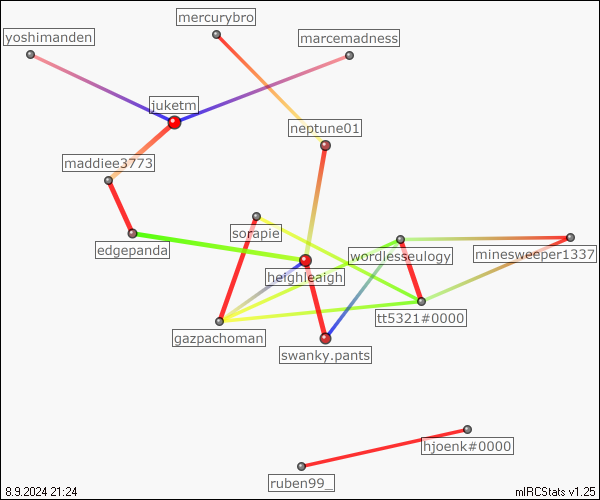 mercurybro
yoshimanden
marcemadness
juketm
neptune01
maddiee3773
sorapie
edgepanda
wordlesseulogy
minesweeper1337
heighleaigh
tt5321#0000
gazpachoman
swanky.pants
hjoenk#0000
ruben99_
8.9.2024 21:24
mIRCStats v1.25